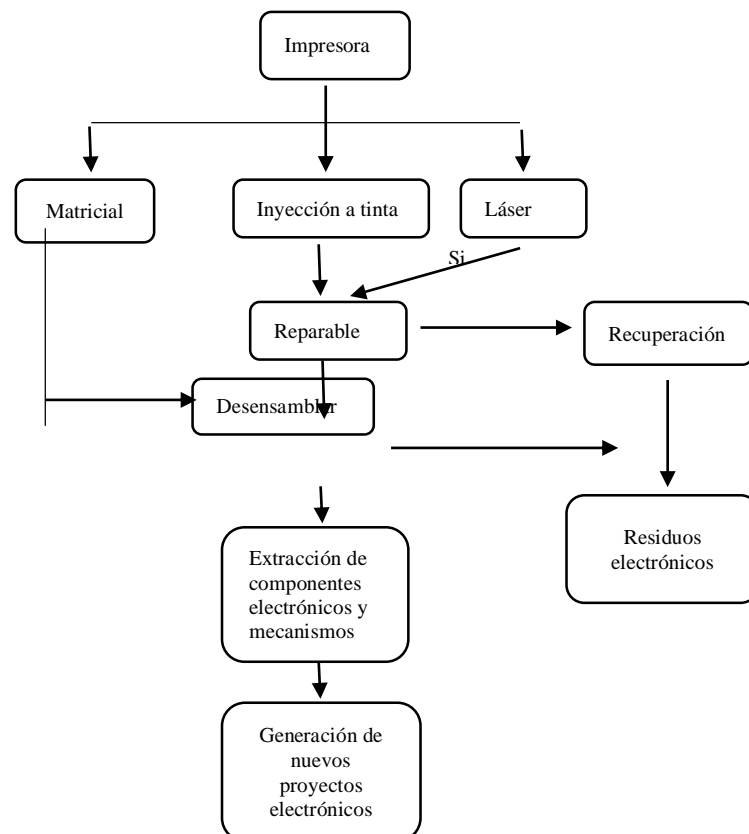 Impresora
Matricial
Inyección a tinta
Láser
Si
Reparable
Recuperación
Desensamblar
Residuos
electrónicos
Extracción de
componentes
electrónicos y
mecanismos
Generación de
nuevos
proyectos
electrónicos